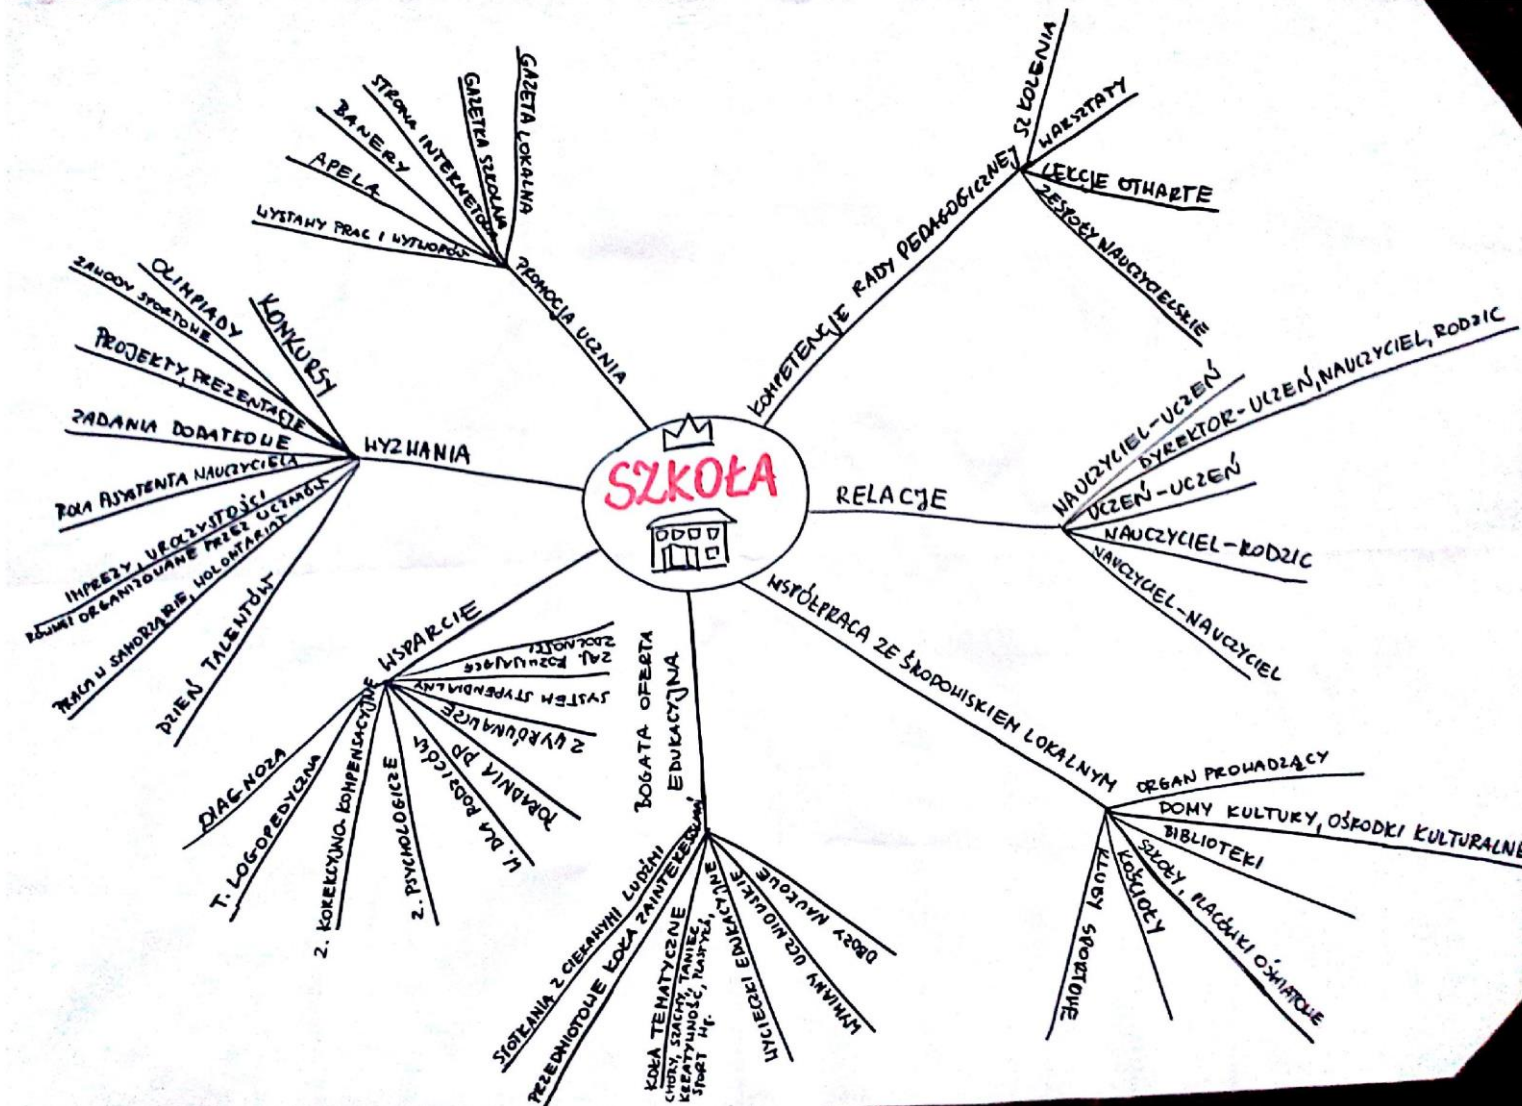 SZKOŁA
PROMOCJA UCZNIA
GAZETA LOKALNA
GAZETKA SZKOLNA
STRONA INTERNETOWA
BANERY
APELA
WYSTAWY PRAC I WYTWORÓW
KOMPETENCJE RADY PEDAGOGICZNEJ
SZKOLENIA
WARSZTATY
LEKCJE OTWARTE
ZESPOŁY NAUCZYCIELSKIE
RELACJE
NAUCZYCIEL-UCZEŃ
DYREKTOR-UCZEŃ, NAUCZYCIEL, RODZIC
UCZEŃ-UCZEŃ
NAUCZYCIEL-RODZIC
NAUCZYCIEL-NAUCZYCIEL
WSPÓŁPRACA ZE ŚRODOWISKIEM LOKALNYM
ORGAN PROWADZĄCY
DOMY KULTURY, OŚRODKI KULTURALNE
BIBLIOTEKI
SZKOŁY, PLACÓWKI OŚWIATOWE
KOŚCIOŁY
KLUBY SPORTOWE
BOGATA OFERTA
EDUKACYJNA
OBOZY NAUKOWE
WYMIANY UCZNIOWSKIE
WYCIECZKI EDUKACYJNE
KOŁA TEMATYCZNE
CHÓRY, SZACHY, TANIEC,
KREATYWNOŚĆ, PLASTYCZ,
SPORT
PRZEDMIOTOWE KOŁA ZAINTERESOWAŃ
SPOTKANIA Z CIEKAWYMI LUDŹMI
WSPARCIE
ZAJ. ROZWIJAJĄCE
ZDOLNOŚCI
SYSTEM STYPENDIALNY
Z WYRÓWNAWCZE
PORADNIA PP
W. DLA RODZICÓW
Z. PSYCHOLOGICZE
Z. KOREKCYJNO-KOMPENSACYJNE
T. LOGOPEDYCZNA
DIAGNOZA
WYZWANIA
KONKURSY
OLIMPIADY
ZAWODY SPORTOWE
PROJEKTY, PREZENTACJE
ZADANIA DODATKOWE
ROLA ASYSTENTA NAUCZYCIELA
IMPREZY, UROCZYSTOŚCI
RÓWNIEŻ ORGANIZOWANE PRZEZ UCZNIÓW
PRACA W SAMORZĄDZIE, WOLONTARIAT
DZIEŃ TALENTÓW